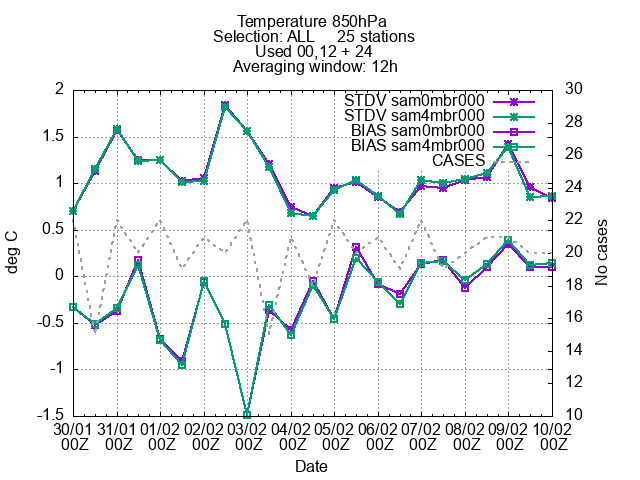 Temperature 850hPa
Selection: ALL     25 stations
Used 00,12 + 24
Averaging window: 12h
STDV sam0mbr000
STDV sam4mbr000
BIAS sam0mbr000
BIAS sam4mbr000
CASES
deg C
2
1.5
1
0.5
0
-0.5
-1
-1.5
No cases
30
28
26
24
22
20
18
16
14
12
10
30/01 31/01 01/02 02/02 03/02 04/02 05/02 06/02 07/02 08/02 09/02 10/02
00Z 00Z 00Z 00Z 00Z 00Z 00Z 00Z 00Z 00Z 00Z 00Z
Date